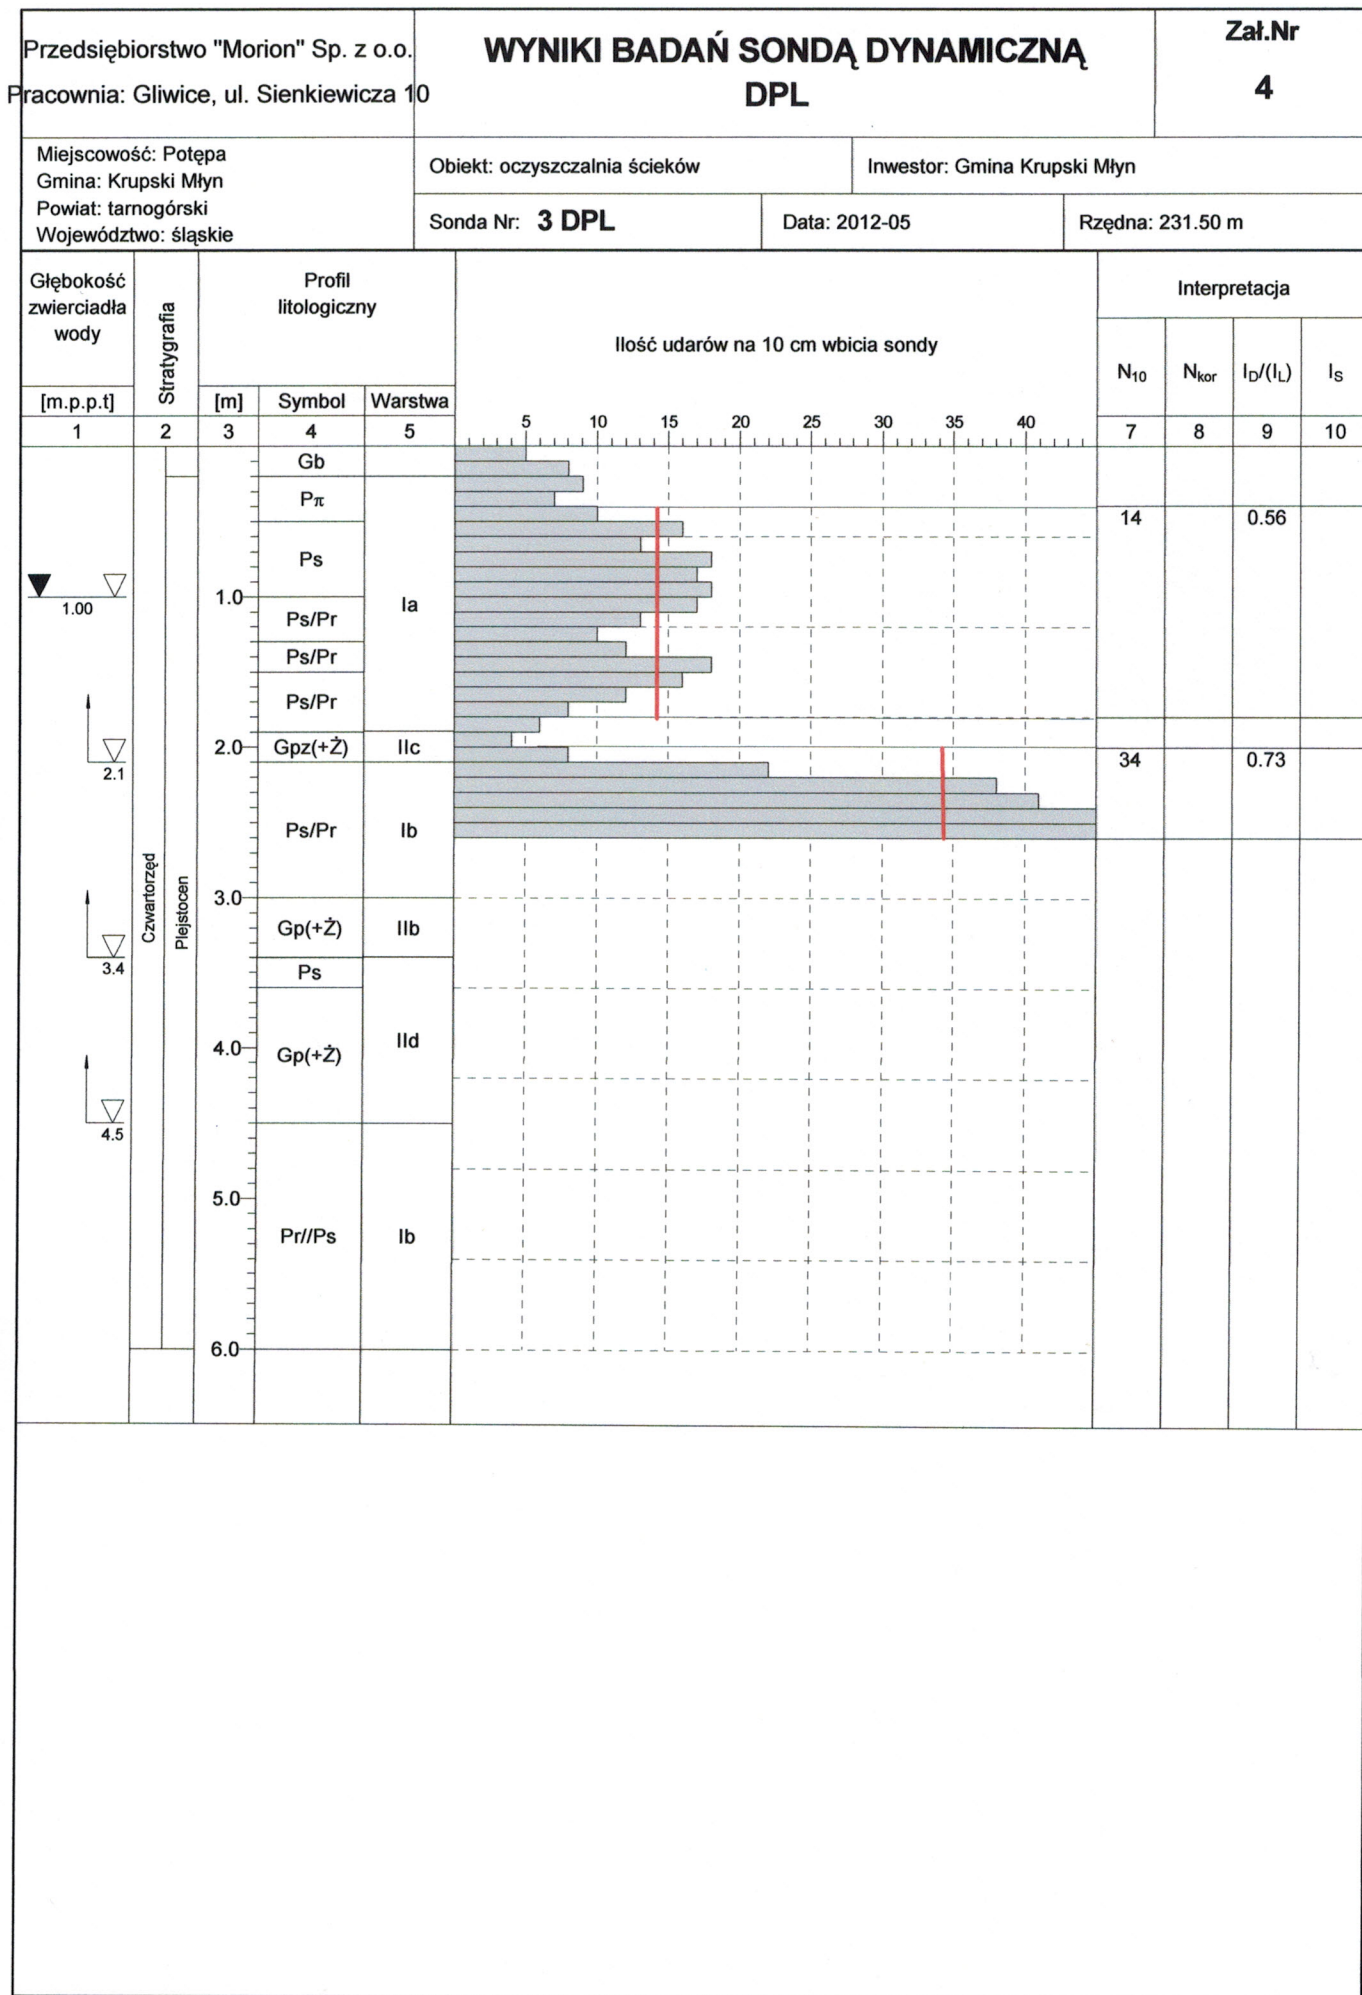 Przedsiębiorstwo "Morion" Sp. z o.o.
Pracownia: Gliwice, ul. Sienkiewicza 10
WYNIKI BADAŃ SONDĄ DYNAMICZNĄ
DPL
Zał.Nr
4
Miejscowość: Potępa
Gmina: Krupski Młyn
Powiat: tarnogórski
Województwo: śląskie
Obiekt: oczyszczalnia ścieków
Inwestor: Gmina Krupski Młyn
Sonda Nr: 3 DPL
Data: 2012-05
Rzędna: 231.50 m
Głębokość
zwierciadła
wody
[m.p.p.t]
Stratygrafia
Profil
litologiczny
[m] Symbol Warstwa
Ilość udarów na 10 cm wbicia sondy
Interpretacja
N10 Nkor ID/(IL) IS
1 2 3 4 5
5 10 15 20 25 30 35 40
7 8 9 10
Gb
Pπ
14 0.56
Ps
1.00
1.0
Ia
Ps/Pr
Ps/Pr
Ps/Pr
2.0 Gpz(+Ż) IIc
2.1
34 0.73
Ps/Pr Ib
Czwartorzęd
Plejstocen
3.0
Gp(+Ż) IIb
3.4
Ps
4.0 Gp(+Ż) IId
4.5
5.0
Pr//Ps Ib
6.0